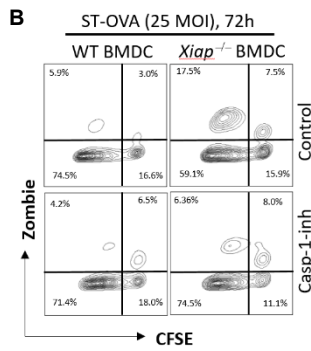 B
ST-OVA (25 MOI), 72h
WT BMDC Xiap⁻/⁻ BMDC
5.9% 3.0% 17.5% 7.5%
74.5% 16.6% 59.1% 15.9%
Control
4.2% 6.5% 6.36% 8.0%
71.4% 18.0% 74.5% 11.1%
Casp-1-inh
Zombie
CFSE